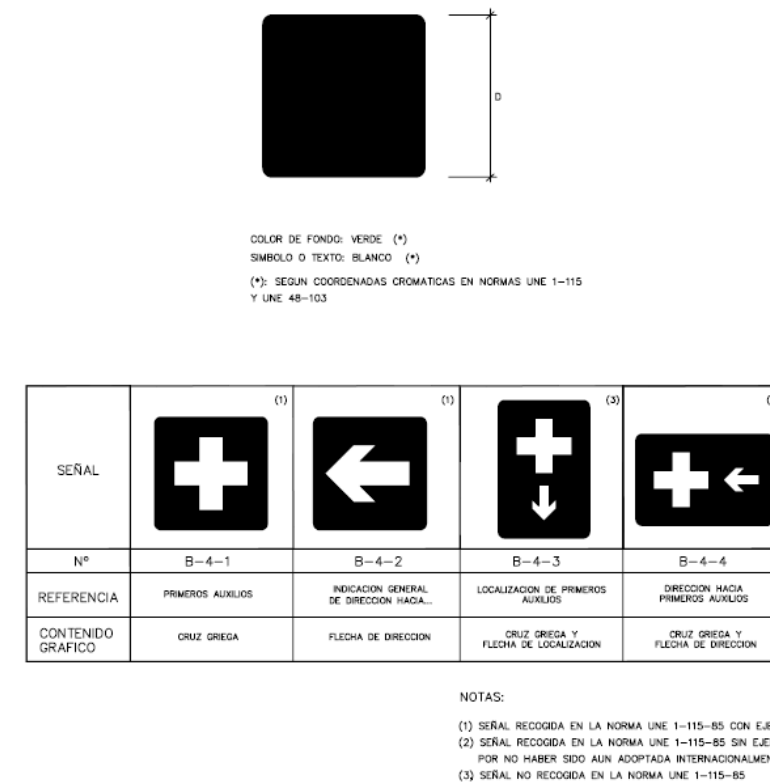 D
COLOR DE FONDO: VERDE (*)
SIMBOLO O TEXTO: BLANCO (*)
(*): SEGUN COORDENADAS CROMATICAS EN NORMAS UNE 1-115
Y UNE 48-103
SEÑAL
(1)
(1)
(3)
Nº
B-4-1
B-4-2
B-4-3
B-4-4
REFERENCIA
PRIMEROS AUXILIOS
INDICACION GENERAL
DE DIRECCION HACIA...
LOCALIZACION DE PRIMEROS
AUXILIOS
DIRECCION HACIA
PRIMEROS AUXILIOS
CONTENIDO
GRAFICO
CRUZ GRIEGA
FLECHA DE DIRECCION
CRUZ GRIEGA Y
FLECHA DE LOCALIZACION
CRUZ GRIEGA Y
FLECHA DE DIRECCION
NOTAS:
(1) SEÑAL RECOGIDA EN LA NORMA UNE 1-115-85 CON
(2) SEÑAL RECOGIDA EN LA NORMA UNE 1-115-85 SIN
POR NO HABER SIDO AUN ADOPTADA
(3) SEÑAL NO RECOGIDA EN LA NORMA UNE 1-115-85